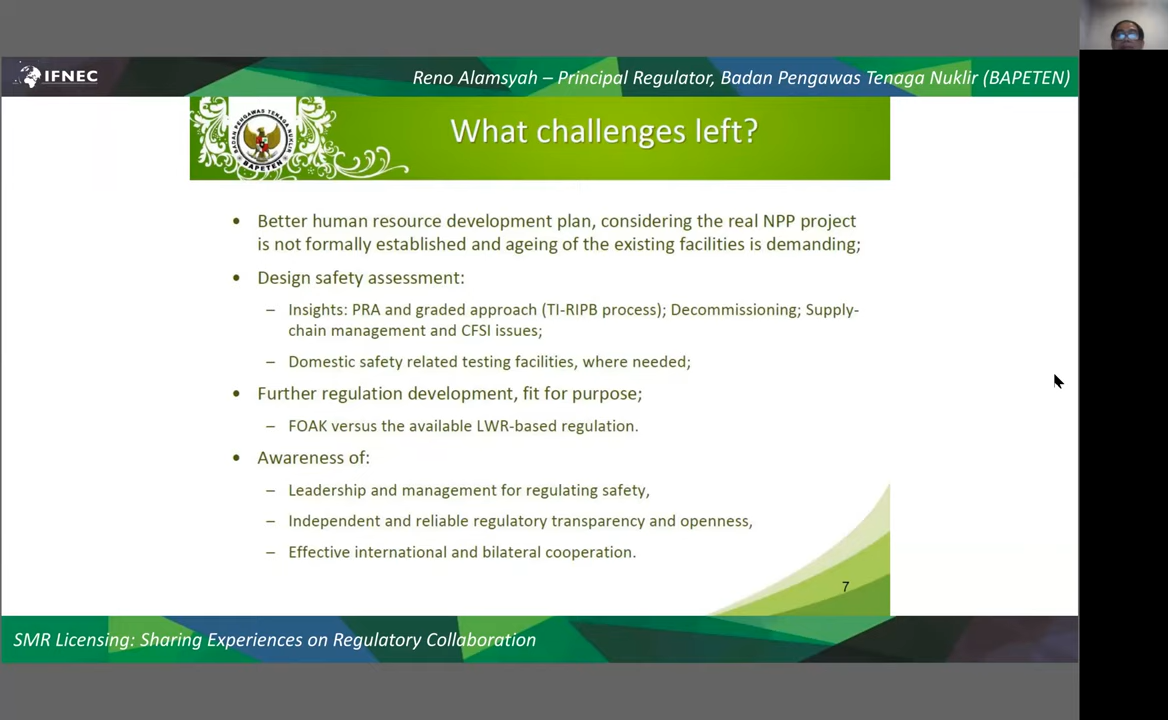 IFNEC
Reno Alamsyah – Principal Regulator, Badan Pengawas Tenaga Nuklir (BAPETEN)
BADAN PENGAWAS TENAGA NUKLIR
BAPETEN
What challenges left?
• Better human resource development plan, considering the real NPP project
is not formally established and ageing of the existing facilities is demanding;
• Design safety assessment:
– Insights: PRA and graded approach (TI-RIPB process); Decommissioning; Supply-
chain management and CFSI issues;
– Domestic safety related testing facilities, where needed;
• Further regulation development, fit for purpose;
– FOAK versus the available LWR-based regulation.
• Awareness of:
– Leadership and management for regulating safety,
– Independent and reliable regulatory transparency and openness,
– Effective international and bilateral cooperation.
7
SMR Licensing: Sharing Experiences on Regulatory Collaboration